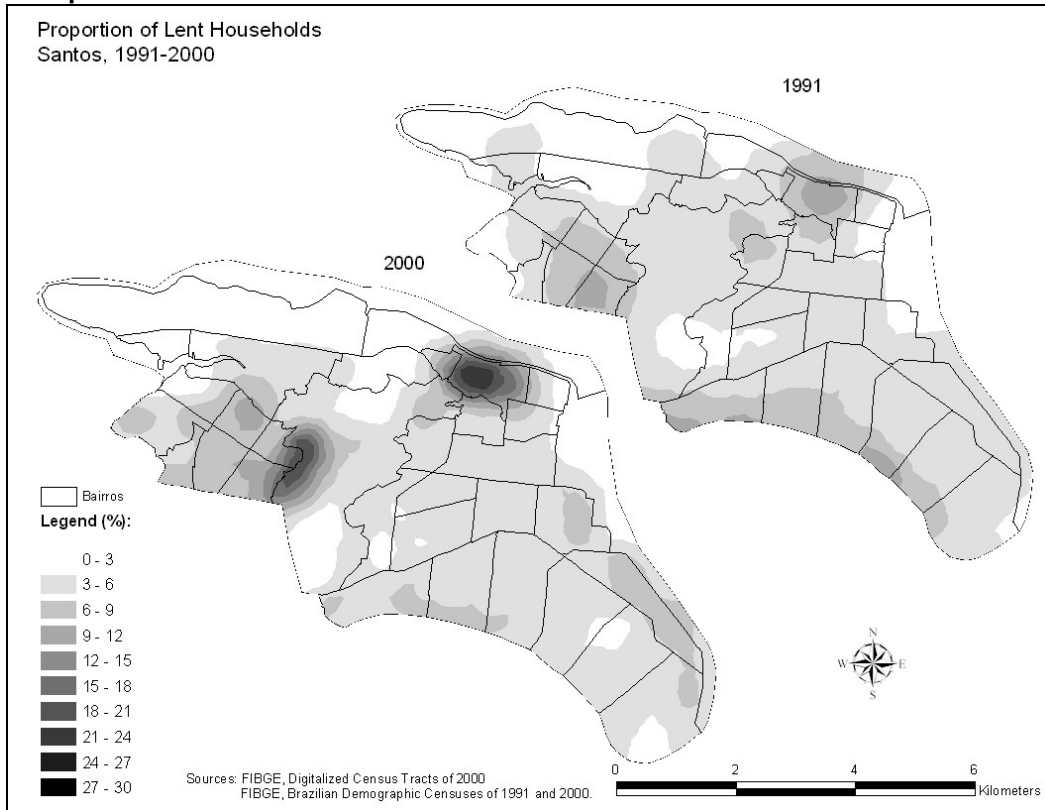 Proportion of Lent Households
Santos, 1991-2000
1991
2000
Bairros
Legend (%):
0 - 3
3 - 6
6 - 9
9 - 12
12 - 15
15 - 18
18 - 21
21 - 24
24 - 27
27 - 30
Sources: FIBGE, Digitalized Census Tracts of 2000
FIBGE, Brazilian Demographic Censuses of 1991 and 2000.
N
W E
S
0 2 4 6
Kilometers